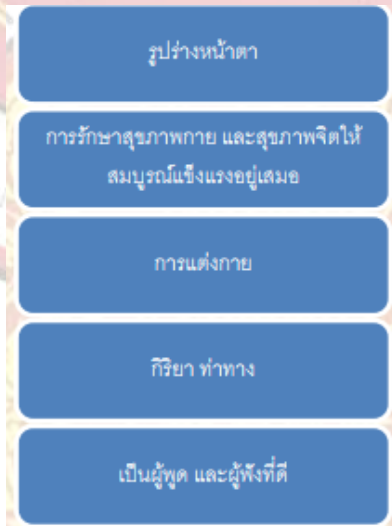 รูปร่างหน้าตา
การรักษาสุขภาพกาย และสุขภาพจิตให้
สมบูรณ์แข็งแรงอยู่เสมอ
การแต่งกาย
กิริยา ท่าทาง
เป็นผู้พูด และผู้ฟังที่ดี